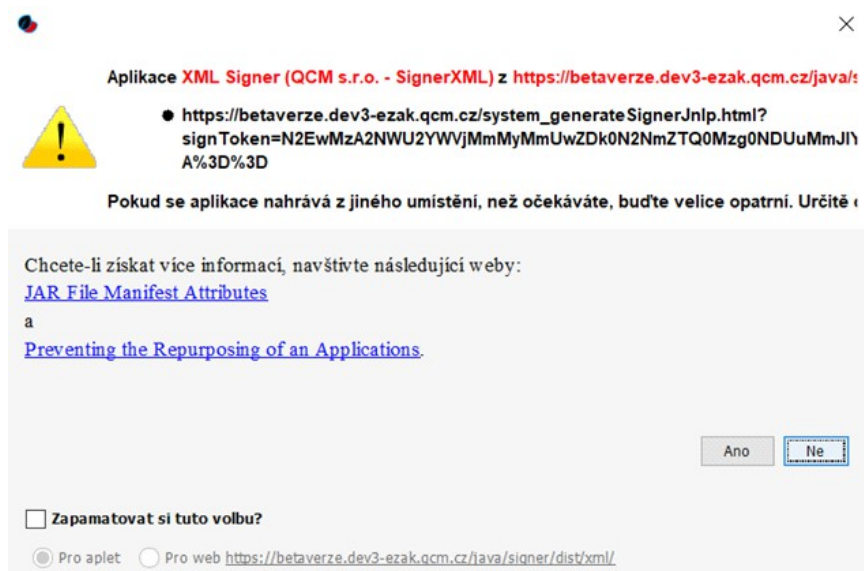 Aplikace XML Signer (QCM s.r.o. - SignerXML) z https://betaverze.dev3-ezak.qcm.cz/java/s
https://betaverze.dev3-ezak.qcm.cz/system_generateSignerJnlp.html?
signToken=N2EwMzA2NWU2YWVjMmMyMmUwZDk0N2NmZTQ0Mzg0NDUuMmJlY
A%3D%3D
Pokud se aplikace nahrává z jiného umístění, než očekáváte, buďte velice opatrní. Určitě
Chcete-li získat více informací, navštivte následující weby:
JAR File Manifest Attributes
a
Preventing the Repurposing of an Applications.
Ano Ne
Zapamatovat si tuto volbu?
Pro aplet Pro web https://betaverze.dev3-ezak.qcm.cz/java/signer/dist/xml/